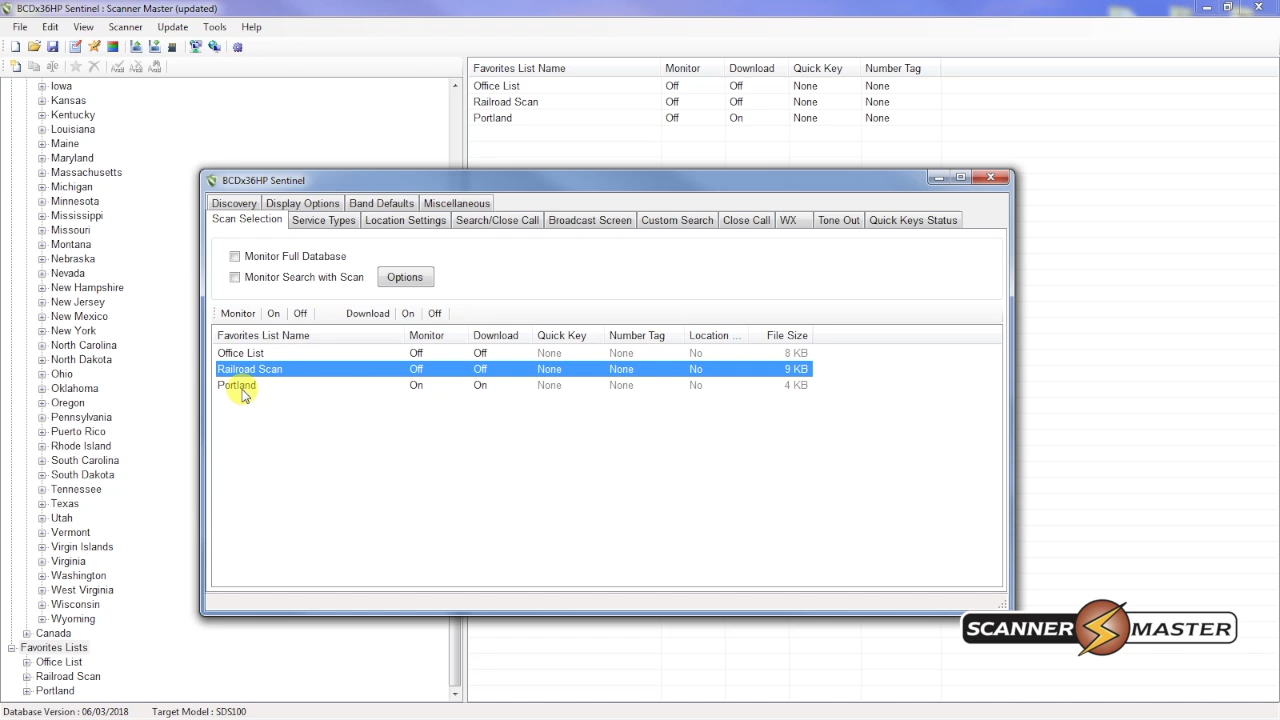 BCDx36HP Sentinel : Scanner Master (updated)
File Edit View Scanner Update Tools Help
Iowa
Kansas
Kentucky
Louisiana
Maine
Maryland
Massachusetts
Michigan
Minnesota
Mississippi
Missouri
Montana
Nebraska
Nevada
New Hampshire
New Jersey
New Mexico
New York
North Carolina
North Dakota
Ohio
Oklahoma
Oregon
Pennsylvania
Puerto Rico
Rhode Island
South Carolina
South Dakota
Tennessee
Texas
Utah
Vermont
Virgin Islands
Virginia
Washington
West Virginia
Wisconsin
Wyoming
Canada
Favorites Lists
Office List
Railroad Scan
Portland
Favorites List Name Monitor Download Quick Key Number Tag
Office List Off Off None None
Railroad Scan Off Off None None
Portland Off On None None
BCDx36HP Sentinel
Discovery Display Options Band Defaults Miscellaneous
Scan Selection Service Types Location Settings Search/Close Call Broadcast Screen Custom Search Close Call WX Tone Out Quick Keys Status
Monitor Full Database
Monitor Search with Scan Options
Monitor On Off Download On Off
Favorites List Name Monitor Download Quick Key Number Tag Location ... File Size
Office List Off Off None None No 8 KB
Railroad Scan Off Off None None No 9 KB
Portland On On None None No 4 KB
SCANNER MASTER
Database Version : 06/03/2018 Target Model : SDS100